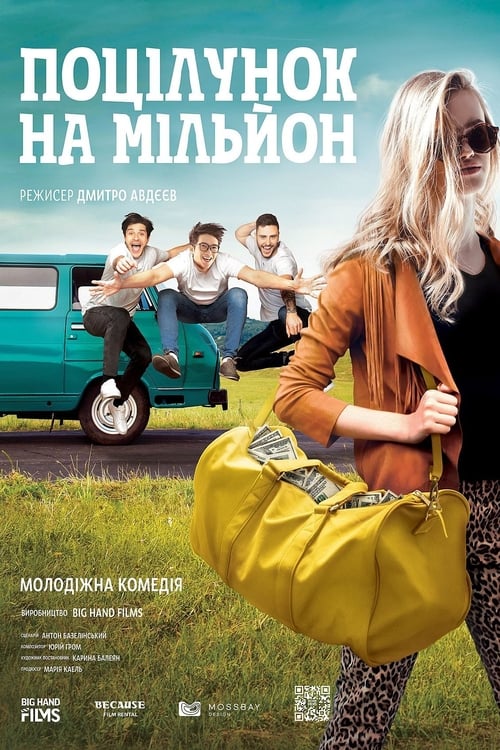 ПОЦІЛУНОК
НА МІЛЬЙОН
РЕЖИСЕР ДМИТРО АВДЄЄВ
МОЛОДІЖНА КОМЕДІЯ
ВИРОБНИЦТВО BIG HAND FILMS
СЦЕНАРІЙ АНТОН БАЗЕЛІНСЬКИЙ
КОМПОЗИТОР ЮРІЙ ГРОМ
ХУДОЖНИК ПОСТАНОВНИК КАРИНА БАЛЕЯН
ПРОДЮСЕР МАРІЯ КАБЕЛЬ
BIG HAND
FILMS
BECAUSE
FILM RENTAL
MOSSBAY
DESIGN